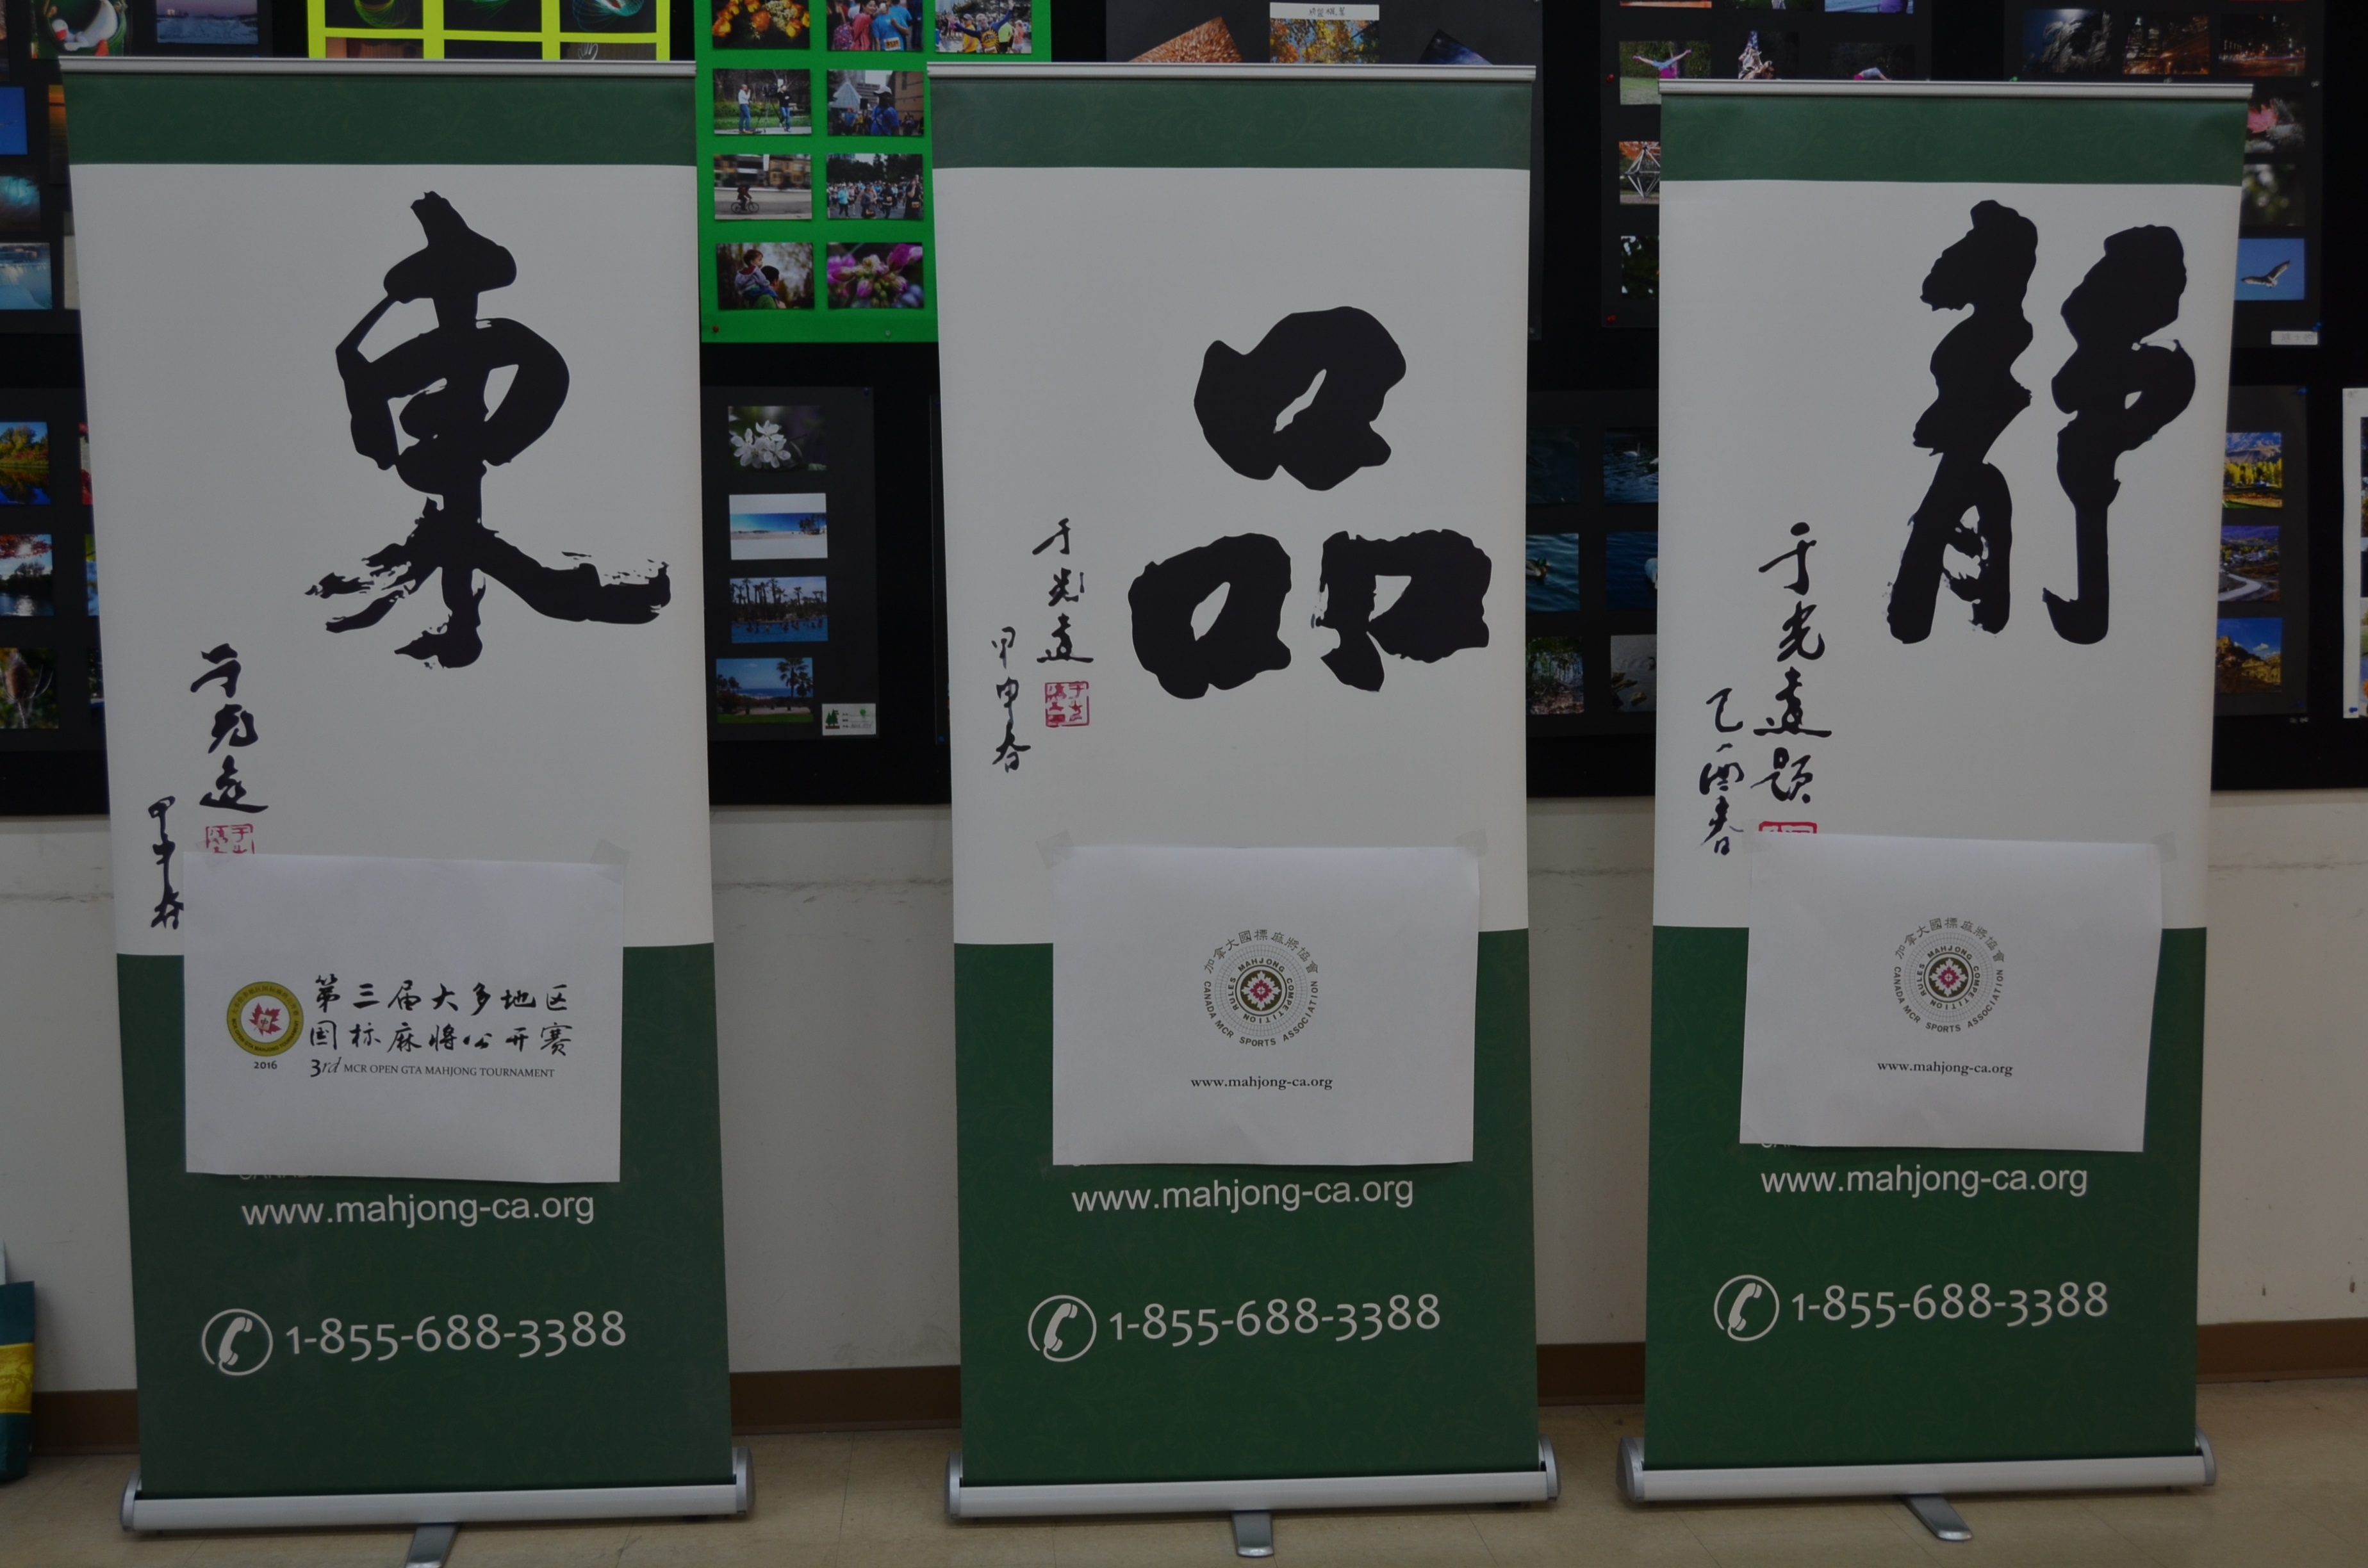 東
于光遠
甲申春
第三届大多地区
国标麻将公开赛
2016
3rd MCR OPEN GTA MAHJONG TOURNAMENT
www.mahjong-ca.org
1-855-688-3388
品
于光遠
甲申春
加拿大國標麻將協會
MAHJONG COMPETITION RULES
CANADA MCR SPORTS ASSOCIATION
www.mahjong-ca.org
www.mahjong-ca.org
1-855-688-3388
靜
于光遠題
乙酉春
加拿大國標麻將協會
MAHJONG COMPETITION RULES
CANADA MCR SPORTS ASSOCIATION
www.mahjong-ca.org
www.mahjong-ca.org
1-855-688-3388